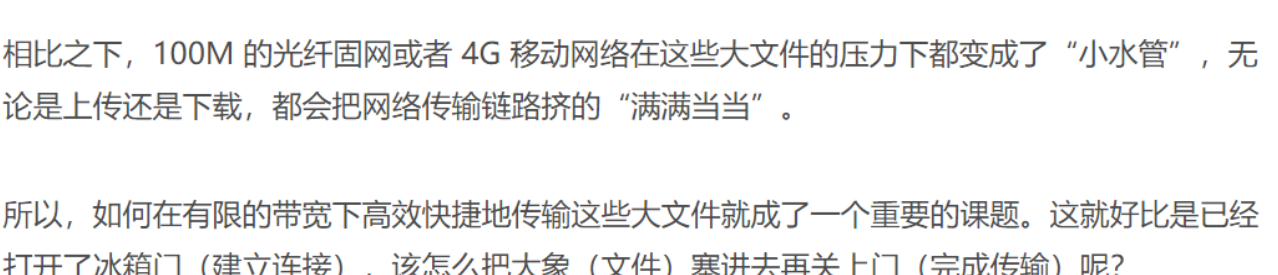 相比之下，100M 的光纤固网或者 4G 移动网络在这些大文件的压力下都变成了“小水管”，无
论是上传还是下载，都会把网络传输链路挤的“满满当当”。
所以，如何在有限的带宽下高效快捷地传输这些大文件就成了一个重要的课题。这就好比是已经
打开了冰箱门（建立连接），该怎么把大象（文件）塞进去再关上门（完成传输）呢？